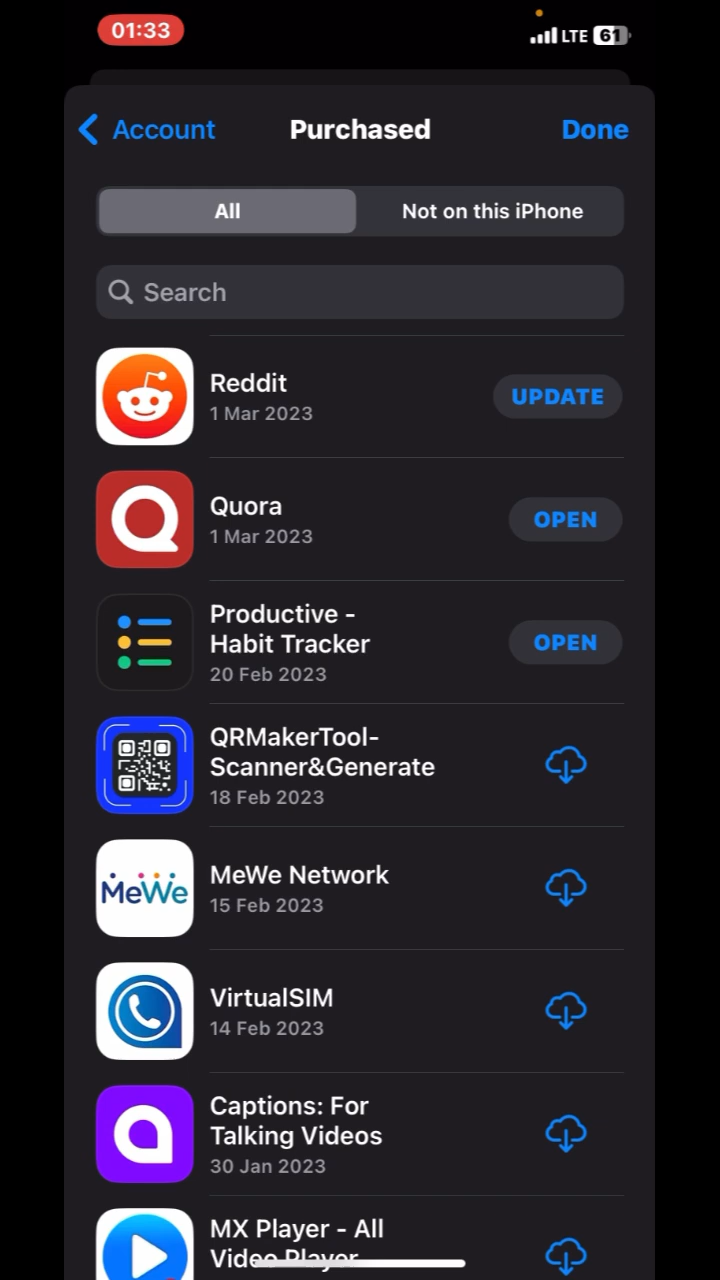 01:33
LTE 61
Account
Purchased
Done
All
Not on this iPhone
Search
Reddit
1 Mar 2023
UPDATE
Quora
1 Mar 2023
OPEN
Productive -
Habit Tracker
20 Feb 2023
OPEN
QRMakerTool-
Scanner&Generate
18 Feb 2023
MeWe
MeWe Network
15 Feb 2023
VirtualSIM
14 Feb 2023
Captions: For
Talking Videos
30 Jan 2023
MX Player - All
Video Player